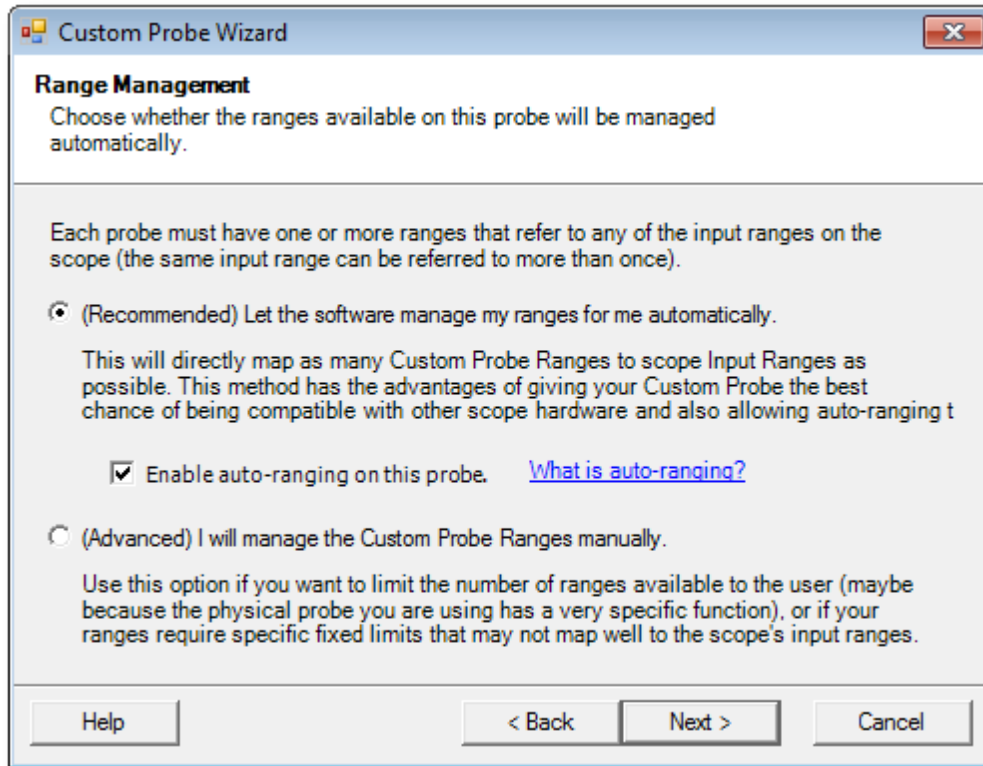 Custom Probe Wizard
Range Management
Choose whether the ranges available on this probe will be managed
automatically.
Each probe must have one or more ranges that refer to any of the input ranges on the
scope (the same input range can be referred to more than once).
(Recommended) Let the software manage my ranges for me automatically.
This will directly map as many Custom Probe Ranges to scope Input Ranges as
possible. This method has the advantages of giving your Custom Probe the best
chance of being compatible with other scope hardware and also allowing auto-ranging t
Enable auto-ranging on this probe. What is auto-ranging?
(Advanced) I will manage the Custom Probe Ranges manually.
Use this option if you want to limit the number of ranges available to the user (maybe
because the physical probe you are using has a very specific function), or if your
ranges require specific fixed limits that may not map well to the scope's input ranges.
Help < Back Next > Cancel